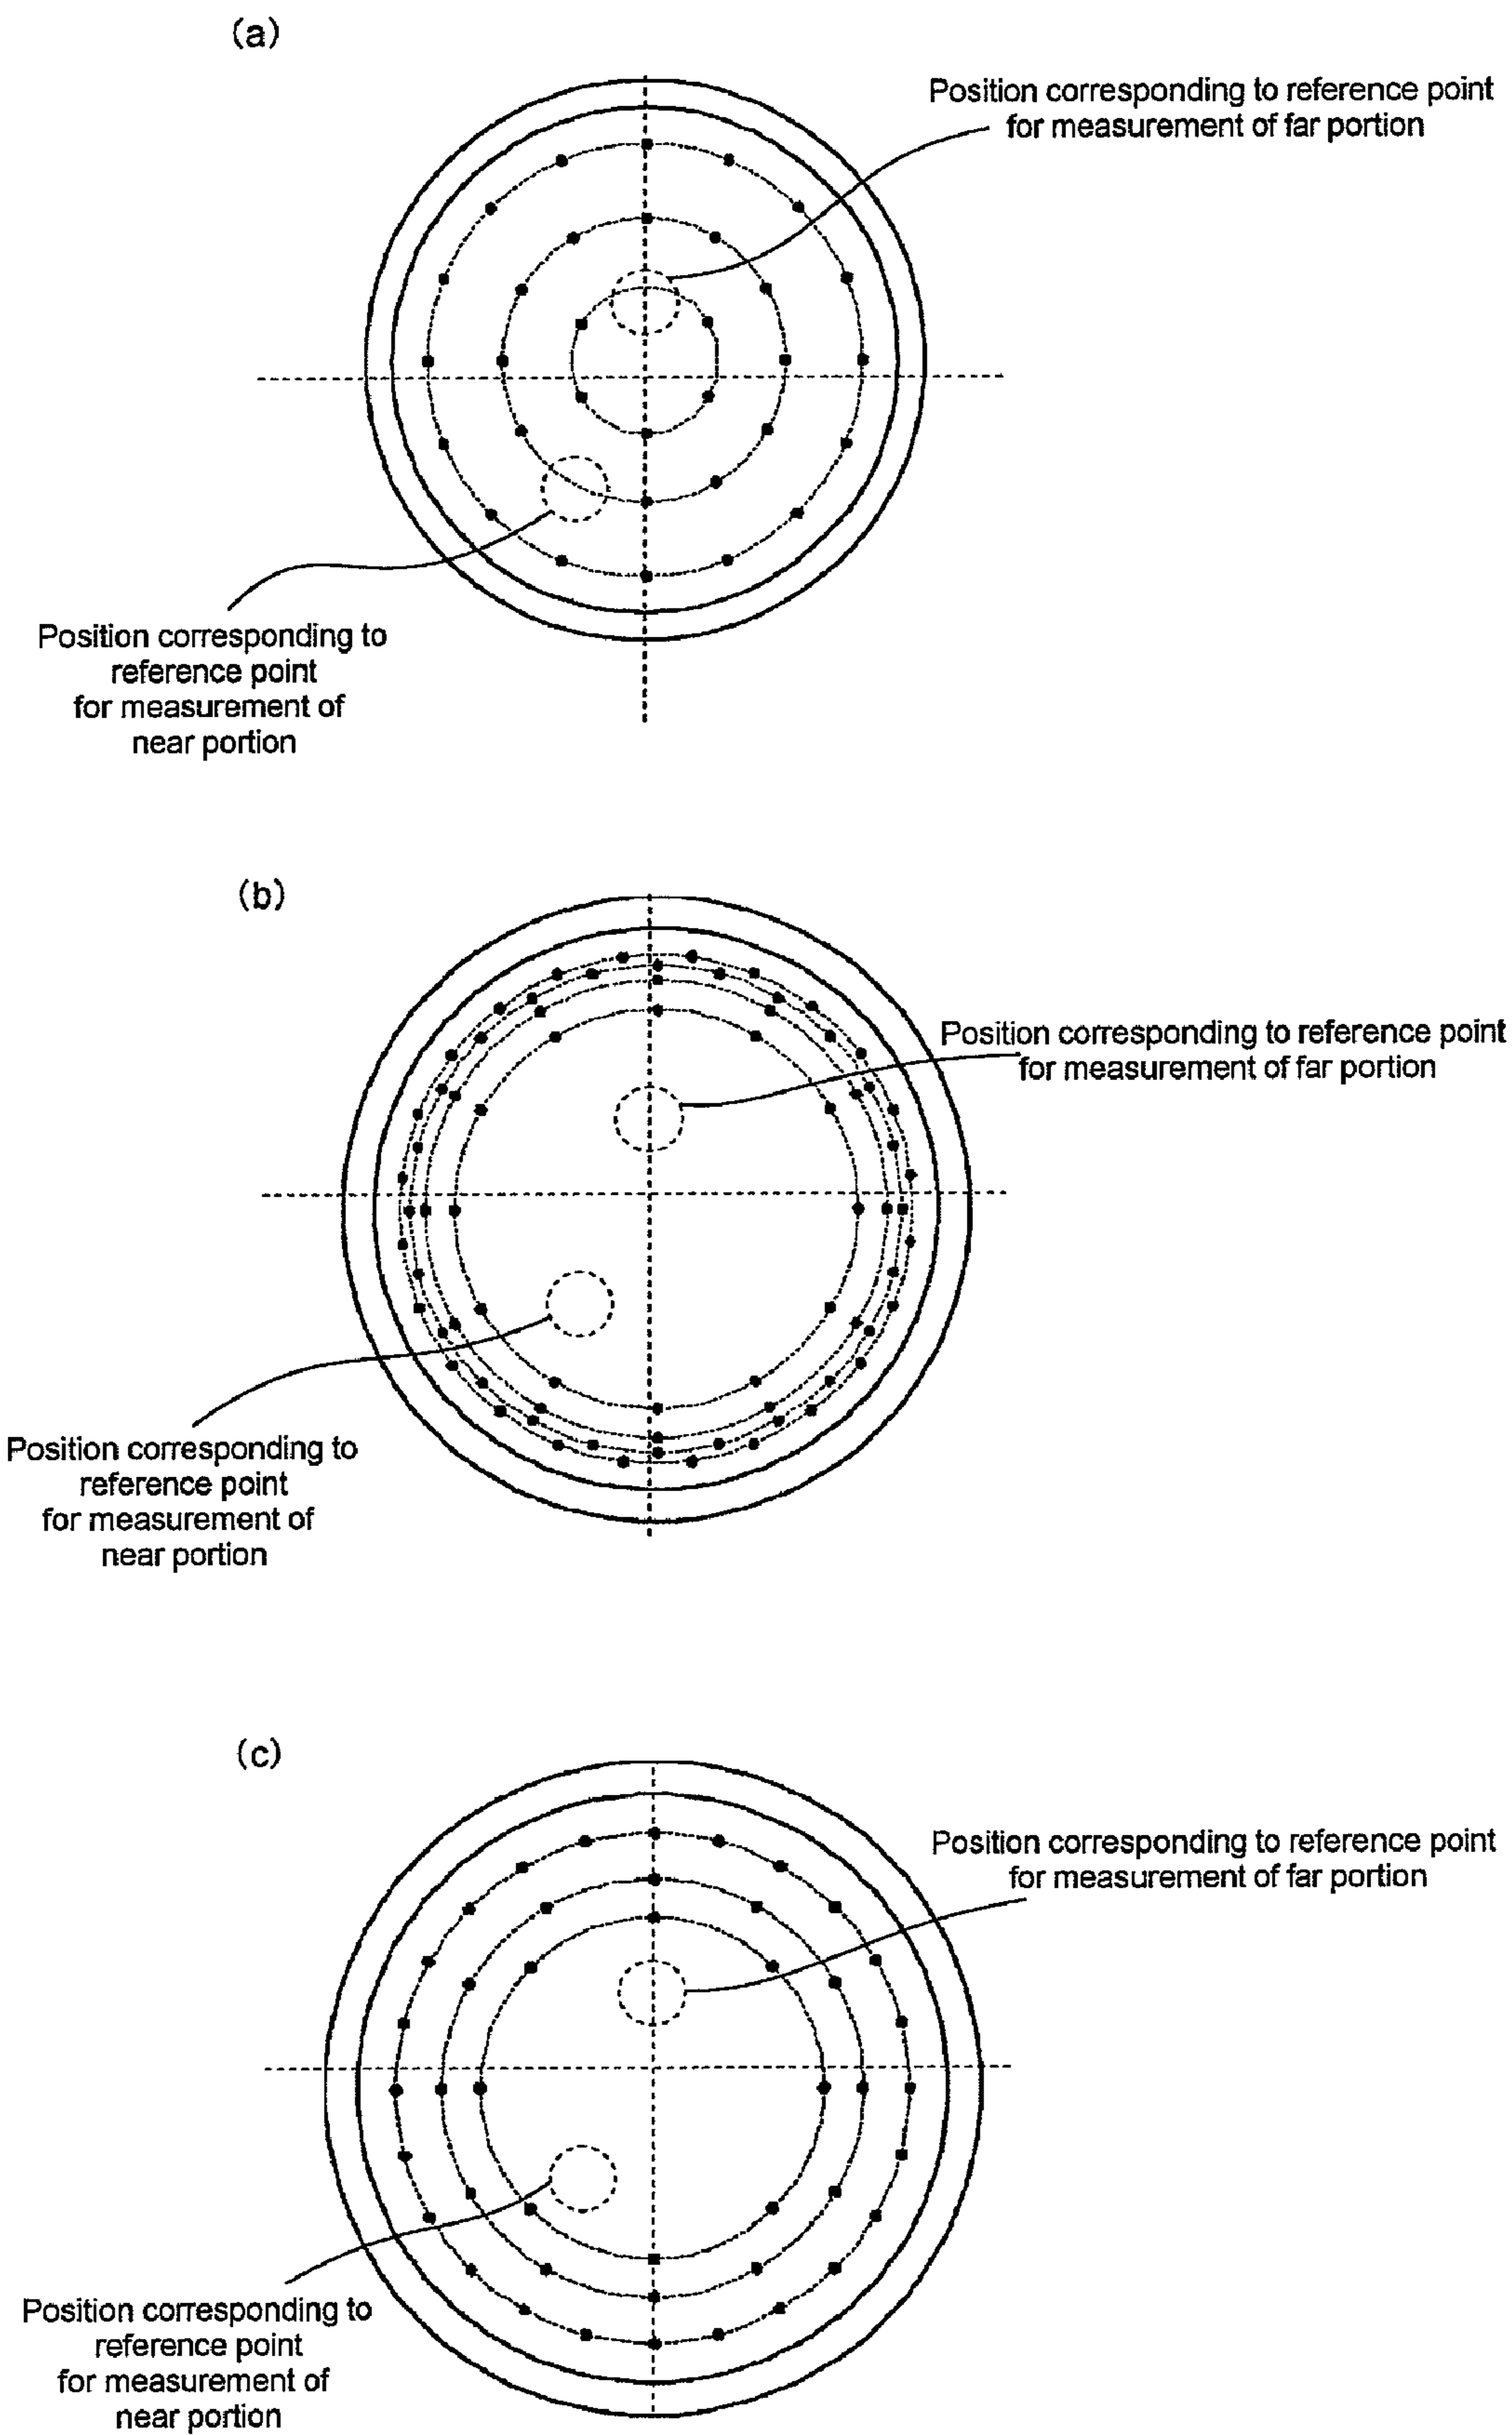 (a)
Position corresponding to reference point
for measurement of far portion
Position corresponding to
reference point
for measurement of
near portion
(b)
Position corresponding to reference point
for measurement of far portion
Position corresponding to
reference point
for measurement of
near portion
(c)
Position corresponding to reference point
for measurement of far portion
Position corresponding to
reference point
for measurement of
near portion